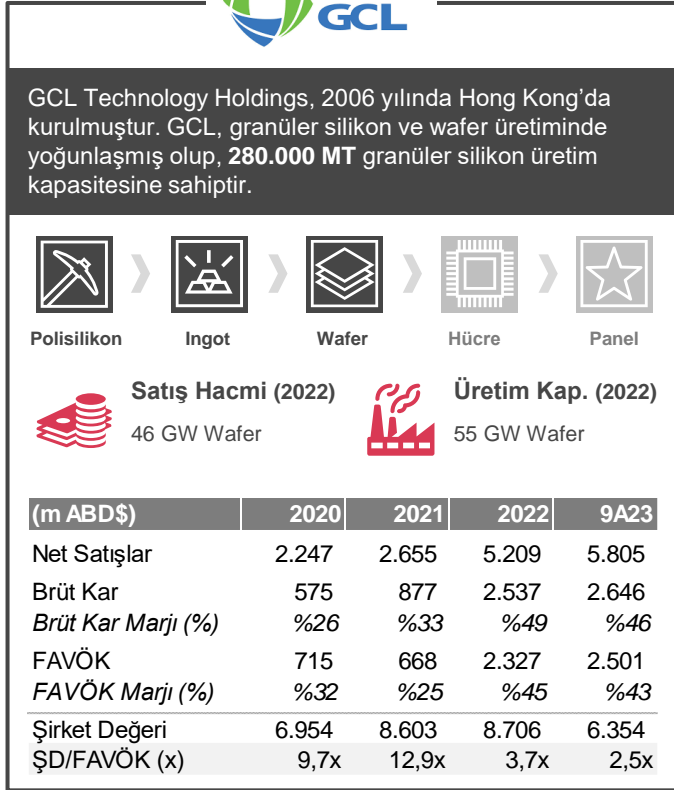 GCL
GCL Technology Holdings, 2006 yılında Hong Kong’da
kurulmuştur. GCL, granüler silikon ve wafer üretiminde
yoğunlaşmış olup, 280.000 MT granüler silikon üretim
kapasitesine sahiptir.
Polisilikon Ingot Wafer Hücre Panel
Satış Hacmi (2022)
46 GW Wafer
Üretim Kap. (2022)
55 GW Wafer
(m ABD$) 2020 2021 2022 9A23
Net Satışlar 2.247 2.655 5.209 5.805
Brüt Kar 575 877 2.537 2.646
Brüt Kar Marjı (%) %26 %33 %49 %46
FAVÖK 715 668 2.327 2.501
FAVÖK Marjı (%) %32 %25 %45 %43
Şirket Değeri 6.954 8.603 8.706 6.354
ŞD/FAVÖK (x) 9,7x 12,9x 3,7x 2,5x